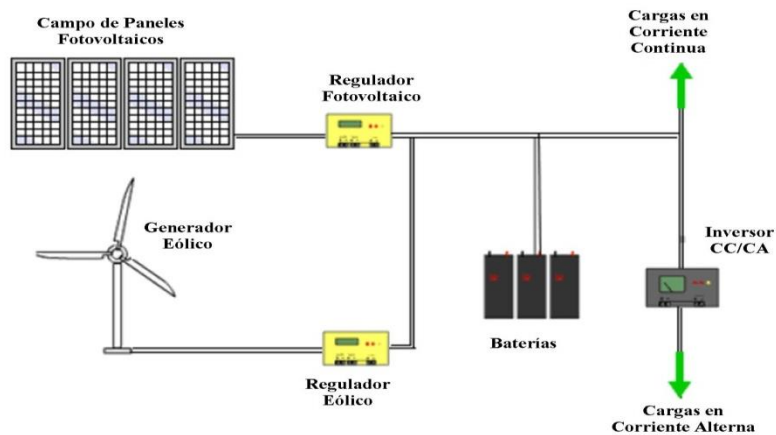 Campo de Paneles
Fotovoltaicos
Regulador
Fotovoltaico
Cargas en
Corriente
Continua
Generador
Eólico
Inversor
CC/CA
Baterías
Regulador
Eólico
Cargas en
Corriente Alterna